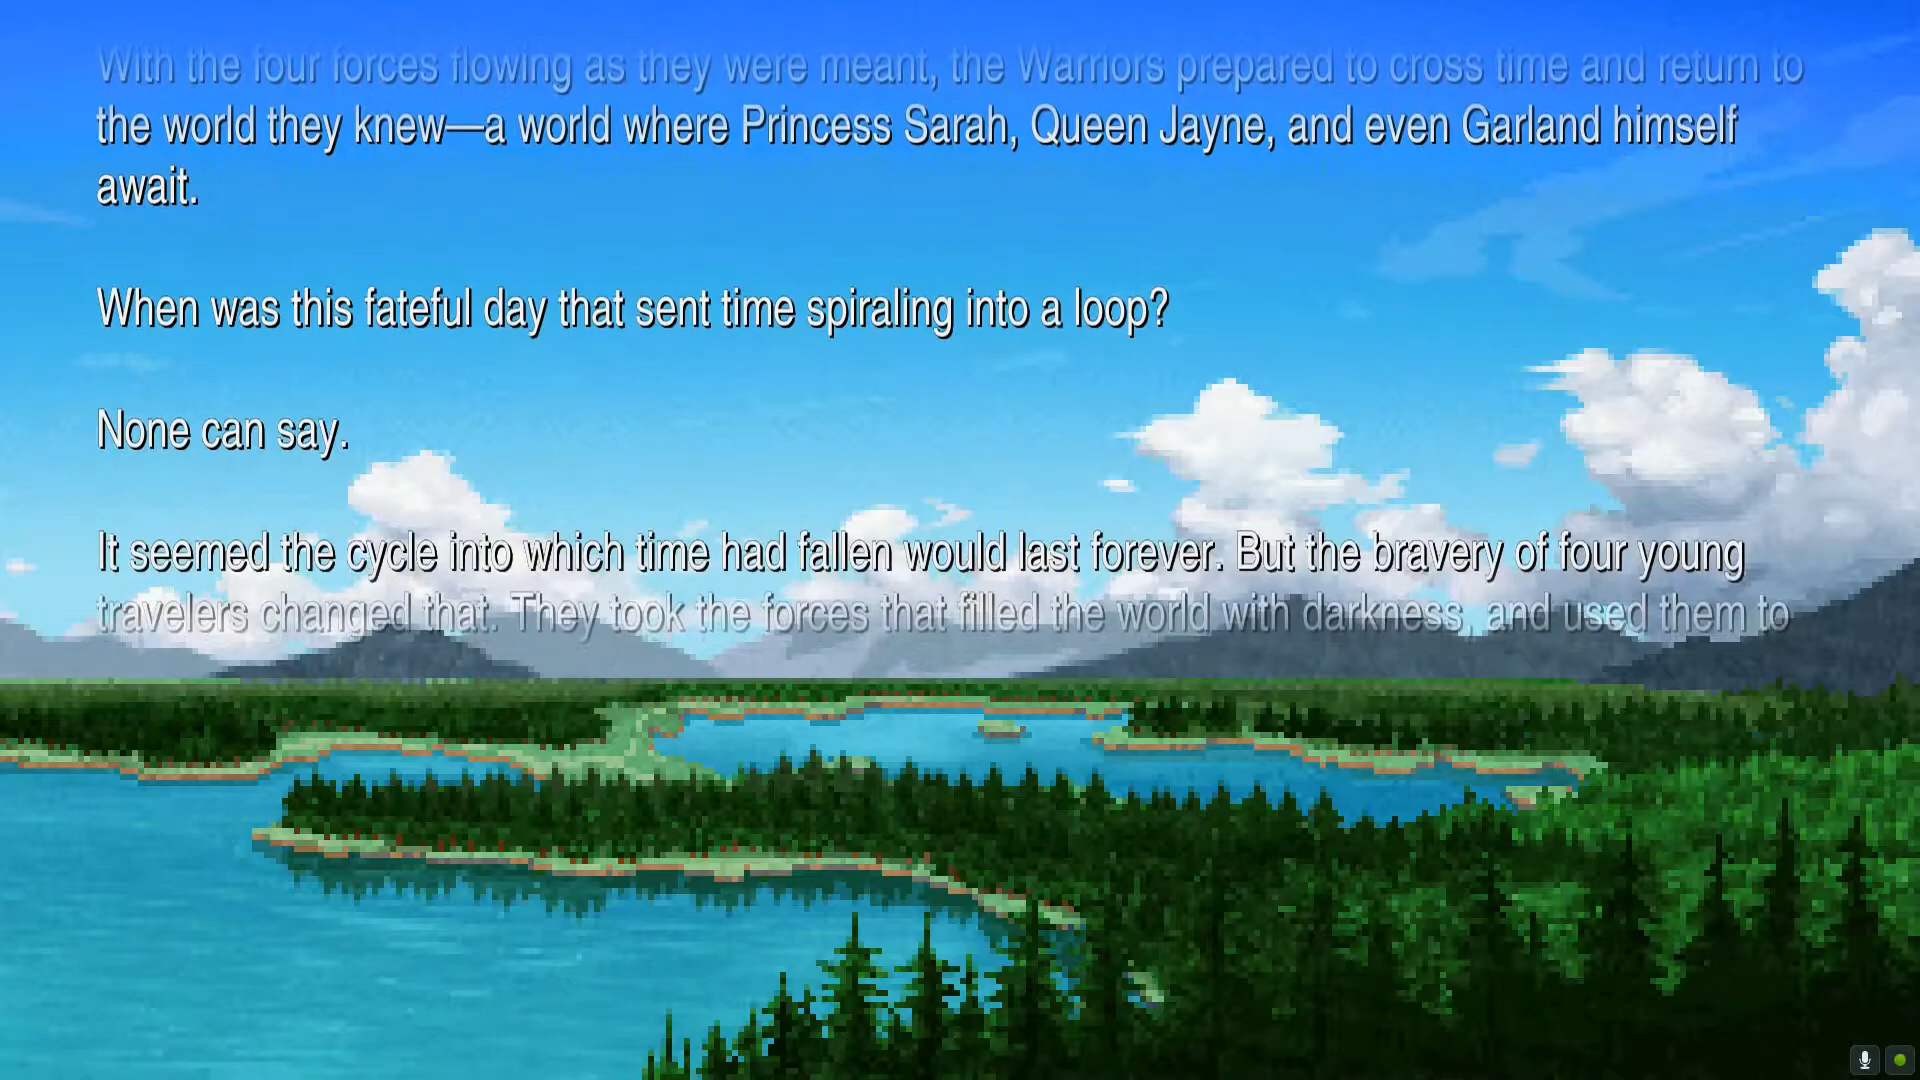 With the four forces flowing as they were meant, the Warriors prepared to cross time and return to
the world they knew—a world where Princess Sarah, Queen Jayne, and even Garland himself
await.
When was this fateful day that sent time spiraling into a loop?
None can say.
It seemed the cycle into which time had fallen would last forever. But the bravery of four young
travelers changed that. They took the forces that filled the world with darkness, and used them to